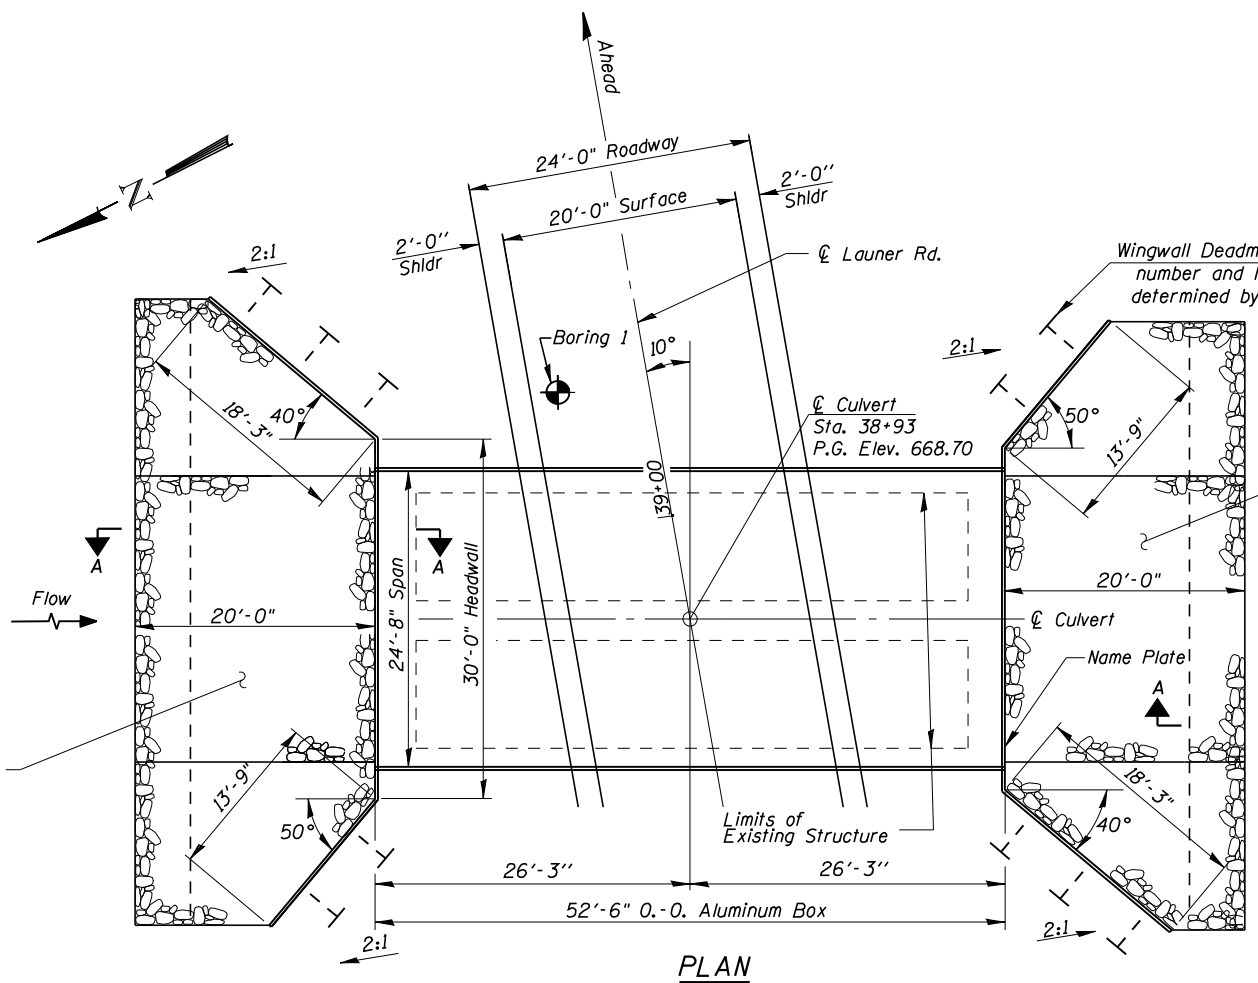 Ahead
24'-0" Roadway
20'-0" Surface
2'-0" Shldr
2'-0" Shldr
N
2:1
℄ Launer Rd.
Wingwall
number and
determined by
Boring 1
10°
2:1
℄ Culvert
Sta. 38+93
P.G. Elev. 668.70
18'-3"
40°
50°
13'-9"
39+00
A
A
24'-8" Span
30'-0" Headwall
Flow
20'-0"
20'-0"
℄ Culvert
Name Plate
A
13'-9"
50°
18'-3"
40°
Limits of
Existing Structure
26'-3"
26'-3"
52'-6" O.-O. Aluminum Box
2:1
2:1
PLAN